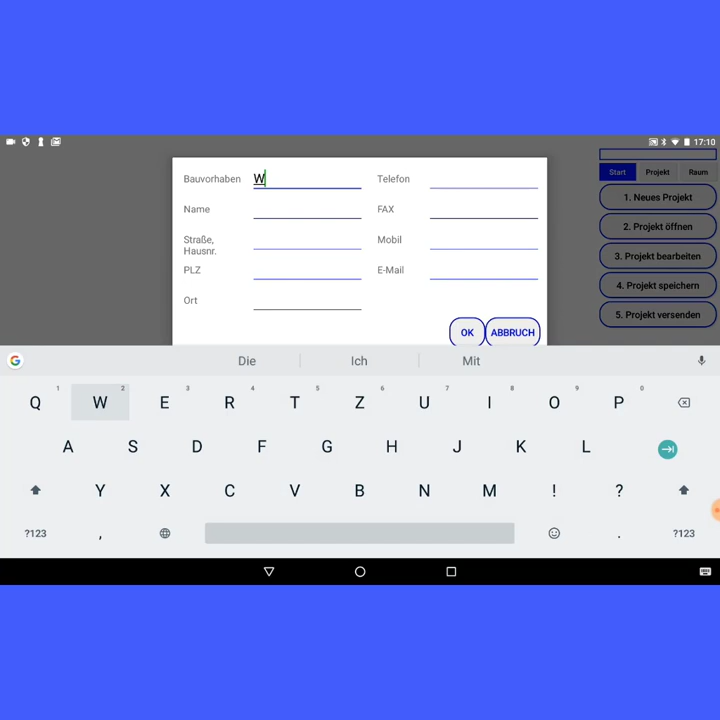 17:10
Bauvorhaben W Telefon
Name FAX
Straße, Hausnr. Mobil
PLZ E-Mail
Ort
OK ABBRUCH
Start Projekt Raum
1. Neues Projekt
2. Projekt öffnen
3. Projekt bearbeiten
4. Projekt speichern
5. Projekt versenden
G Die Ich Mit
1 2 3 4 5 6 7 8 9 0
Q W E R T Z U I O P
A S D F G H J K L
Y X C V B N M ! ?
?123 , . ?123